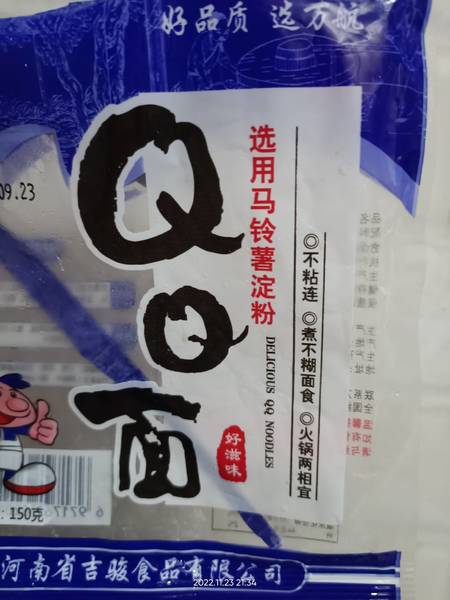 好品质 选万航
09.23
QQ面
选用马铃薯淀粉
DELICIOUS QQ NOODLES
◎不粘连 ◎煮不糊面食 ◎火锅两相宜
好滋味
: 150克
河南省吉骏食品有限公司
2022.11.23 21:34